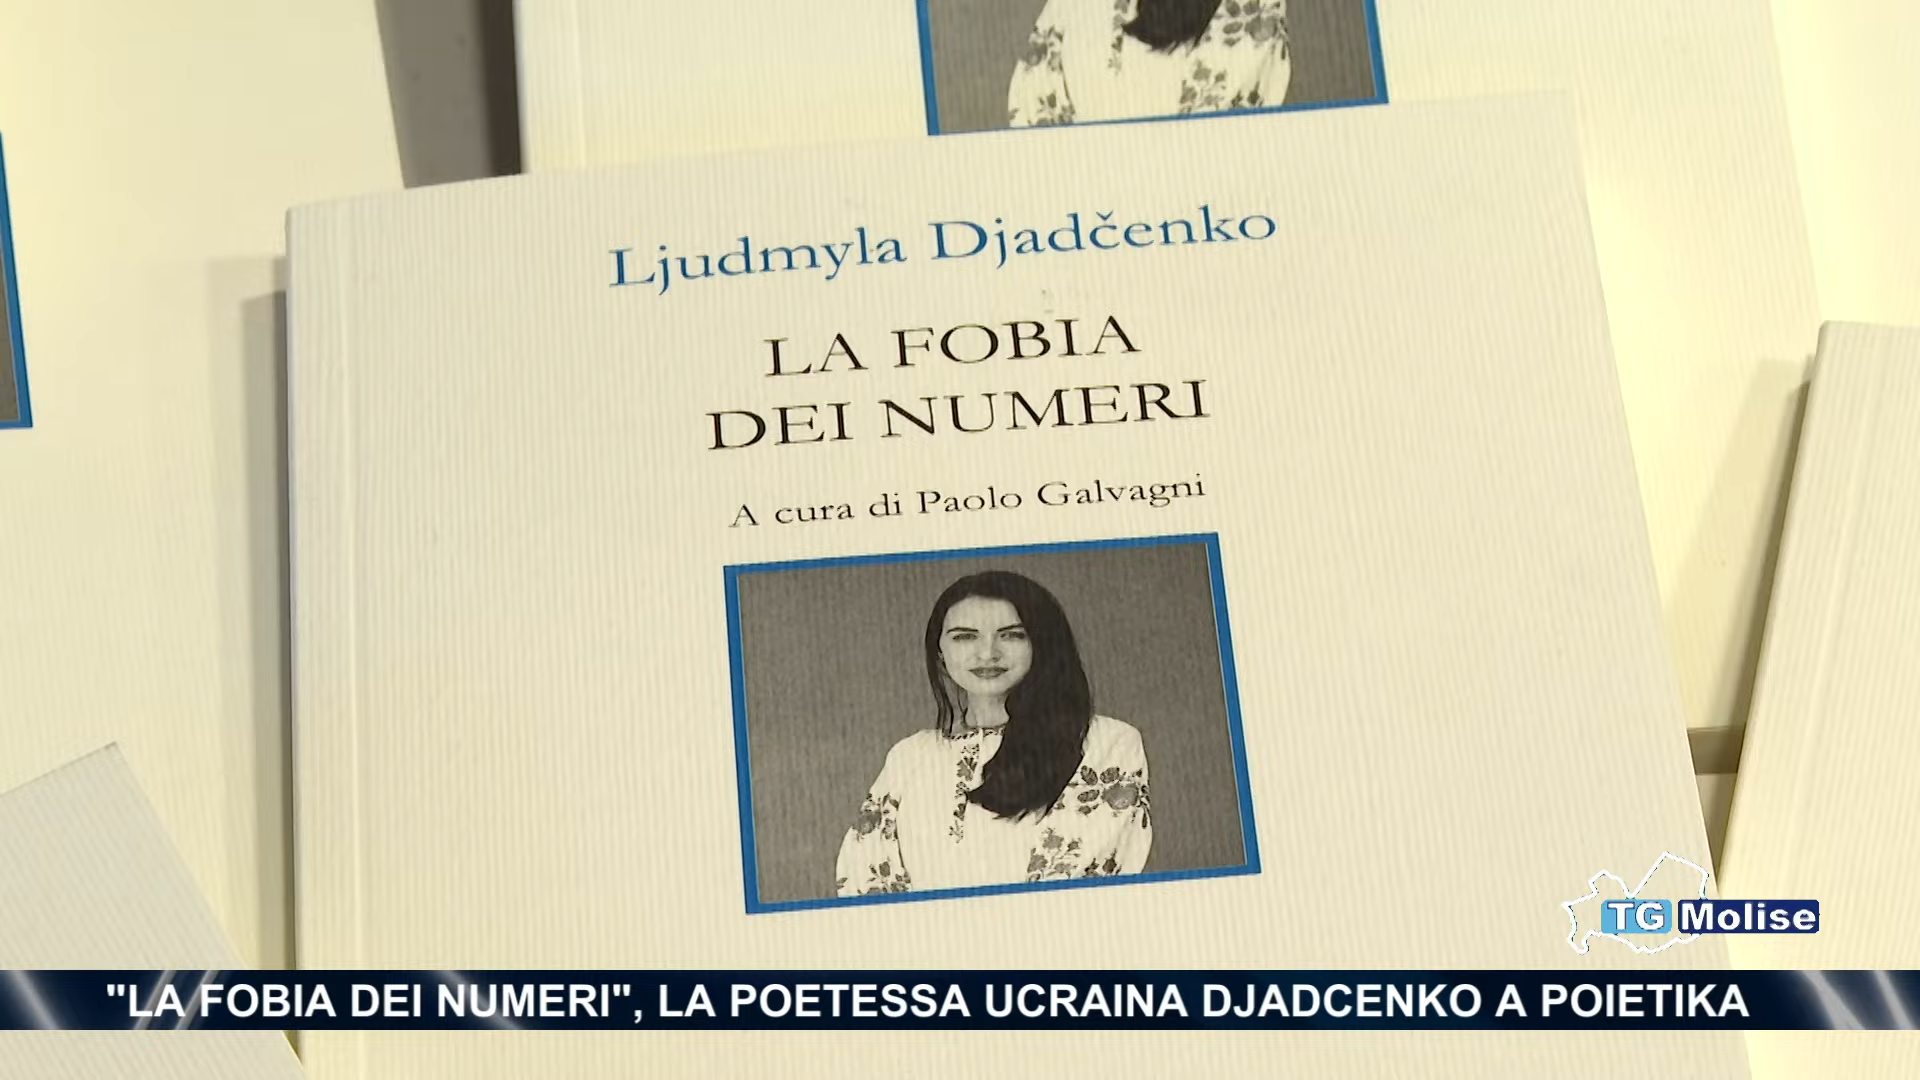 Ljudmyla Djadčenko
LA FOBIA
DEI NUMERI
A cura di Paolo Galvagni
TG Molise
"LA FOBIA DEI NUMERI", LA POETESSA UCRAINA DJADCENKO A POIETIKA